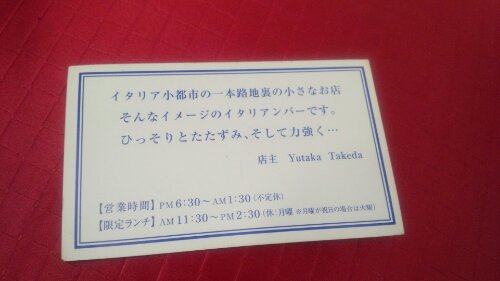 イタリア小都市の一本路地裏の小さなお店
そんなイメージのイタリアンバーです。
ひっそりとたたずみ、そして力強く…
店主 Yutaka Takeda
【営業時間】PM 6:30～AM 1:30 (不定休)
【限定ランチ】AM 11:30～PM 2:30 (休:月曜 ※月曜が祝日の場合は火曜)